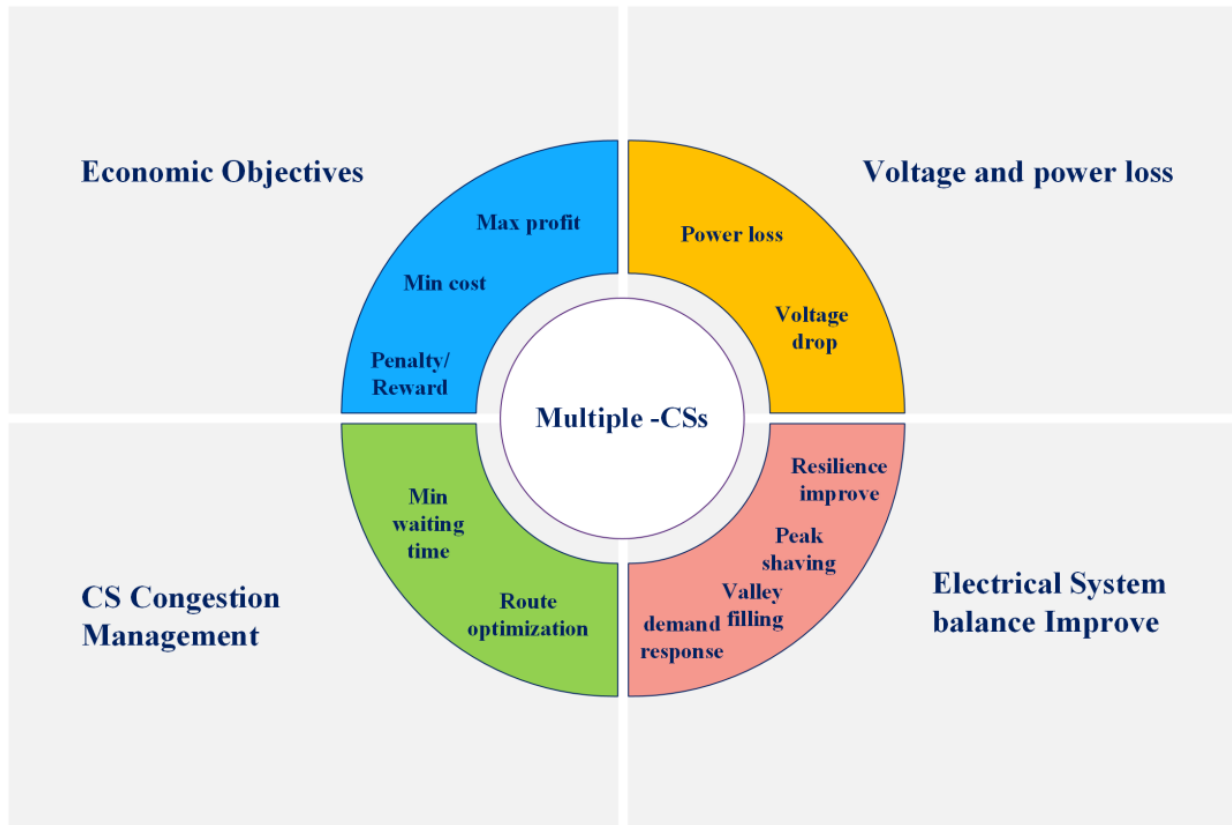 Economic Objectives
Max profit
Min cost
Penalty/
Reward
Voltage and power loss
Power loss
Voltage
drop
Multiple -CSs
CS Congestion
Management
Min
waiting
time
Route
optimization
Resilience
improve
Peak
shaving
Valley
filling
demand
response
Electrical System
balance Improve